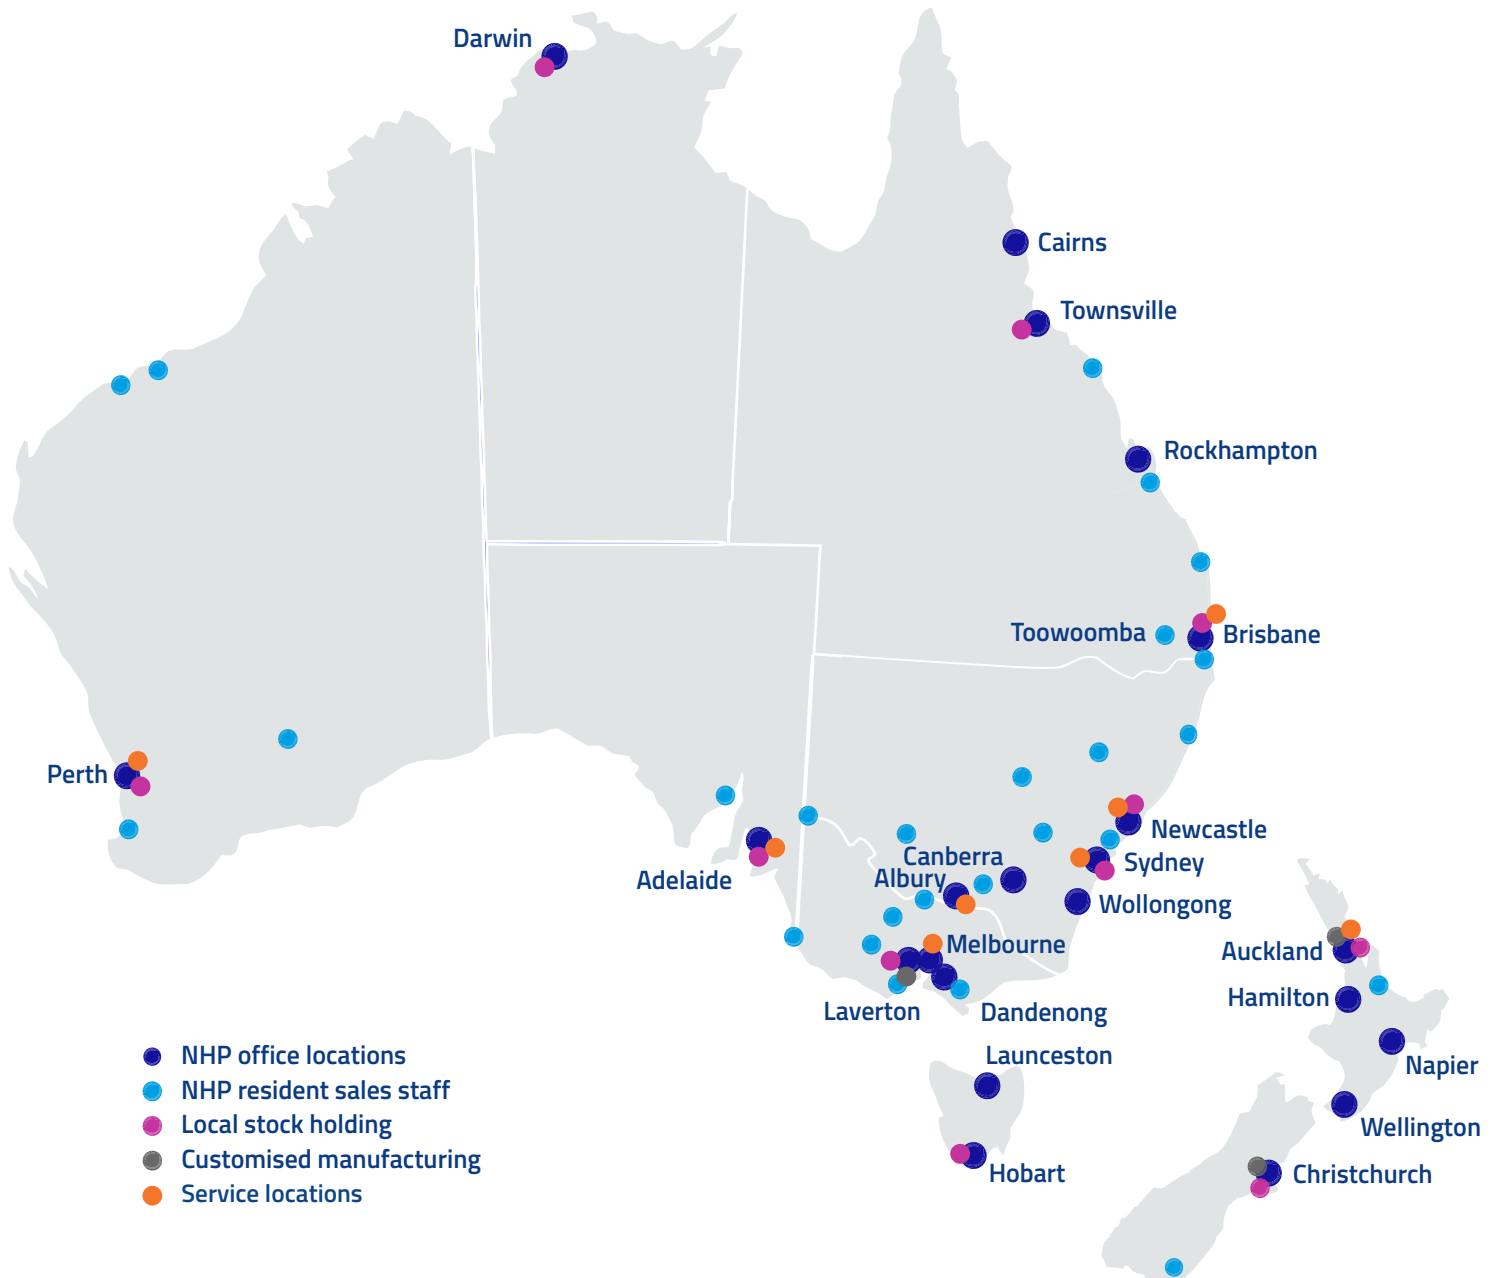 Darwin
Cairns
Townsville
Rockhampton
Toowoomba
Brisbane
Perth
Newcastle
Canberra
Sydney
Albury
Adelaide
Wollongong
Melbourne
Auckland
Hamilton
Laverton
Dandenong
Launceston
Napier
Wellington
Hobart
Christchurch
NHP office locations
NHP resident sales staff
Local stock holding
Customised manufacturing
Service locations